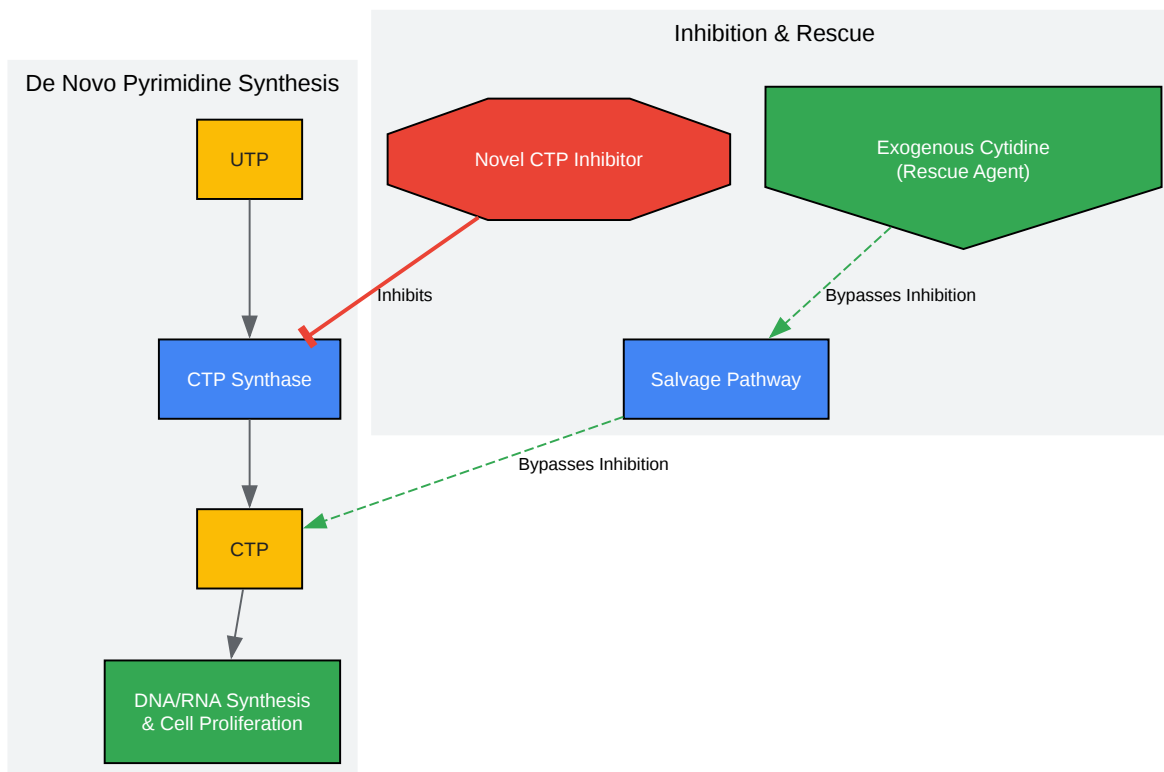 Inhibition & Rescue
De Novo Pyrimidine Synthesis
UTP
Novel CTP Inhibitor
Exogenous Cytidine
(Rescue Agent)
Inhibits
Bypasses Inhibition
CTP Synthase
Salvage Pathway
Bypasses Inhibition
CTP
DNA/RNA Synthesis
& Cell Proliferation